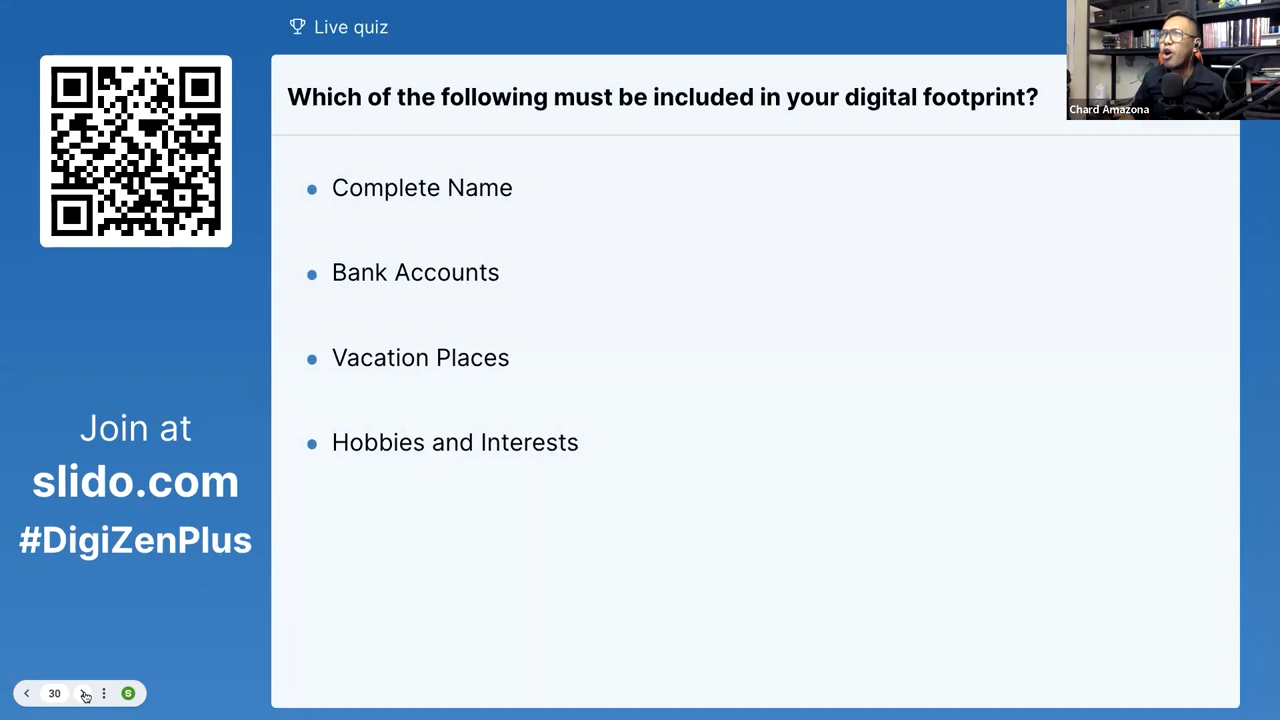 Live quiz
Which of the following must be included in your digital footprint?
Chard Amazona
Complete Name
Bank Accounts
Vacation Places
Hobbies and Interests
Join at
slido.com
#DigiZenPlus
30
S